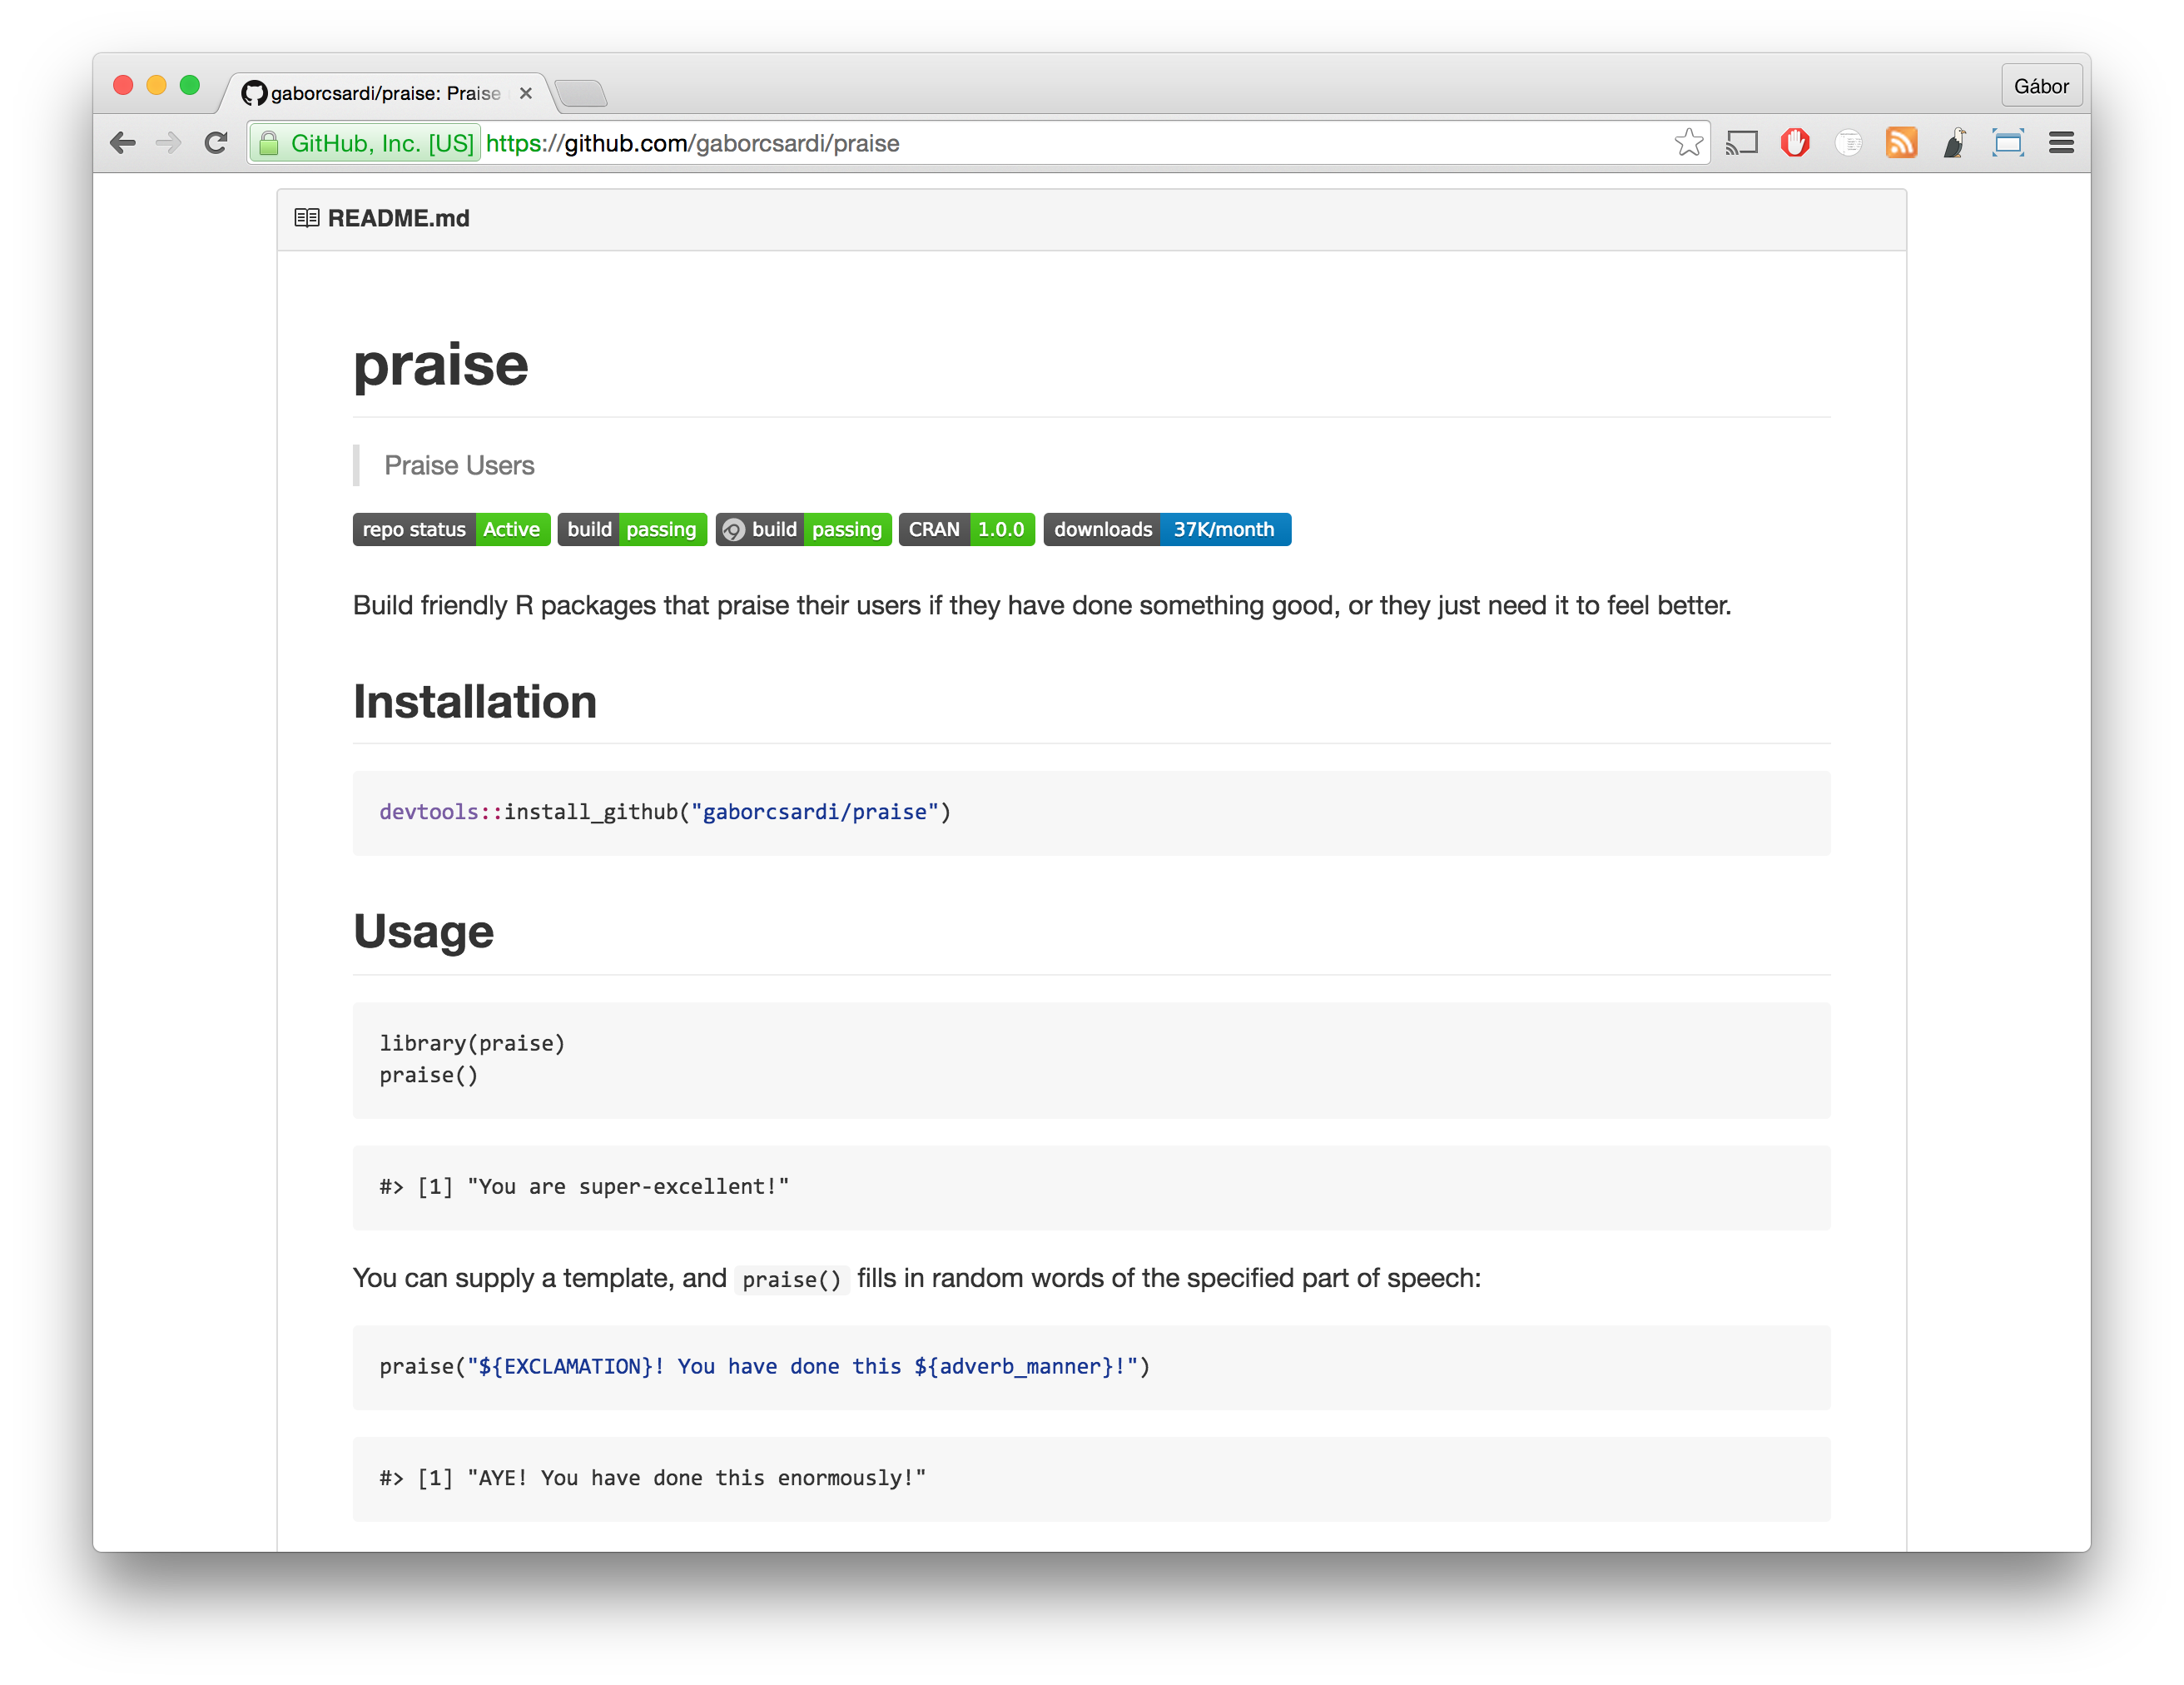 gaborcsardi/praise: Praise
Gábor
GitHub, Inc. [US] https://github.com/gaborcsardi/praise
README.md
praise
Praise Users
repo status Active build passing build passing CRAN 1.0.0 downloads 37K/month
Build friendly R packages that praise their users if they have done something good, or they just need it to feel better.
Installation
devtools::install_github("gaborcsardi/praise")
Usage
library(praise)
praise()
#> [1] "You are super-excellent!"
You can supply a template, and praise() fills in random words of the specified part of speech:
praise("${EXCLAMATION}! You have done this ${adverb_manner}!")
#> [1] "AYE! You have done this enormously!"